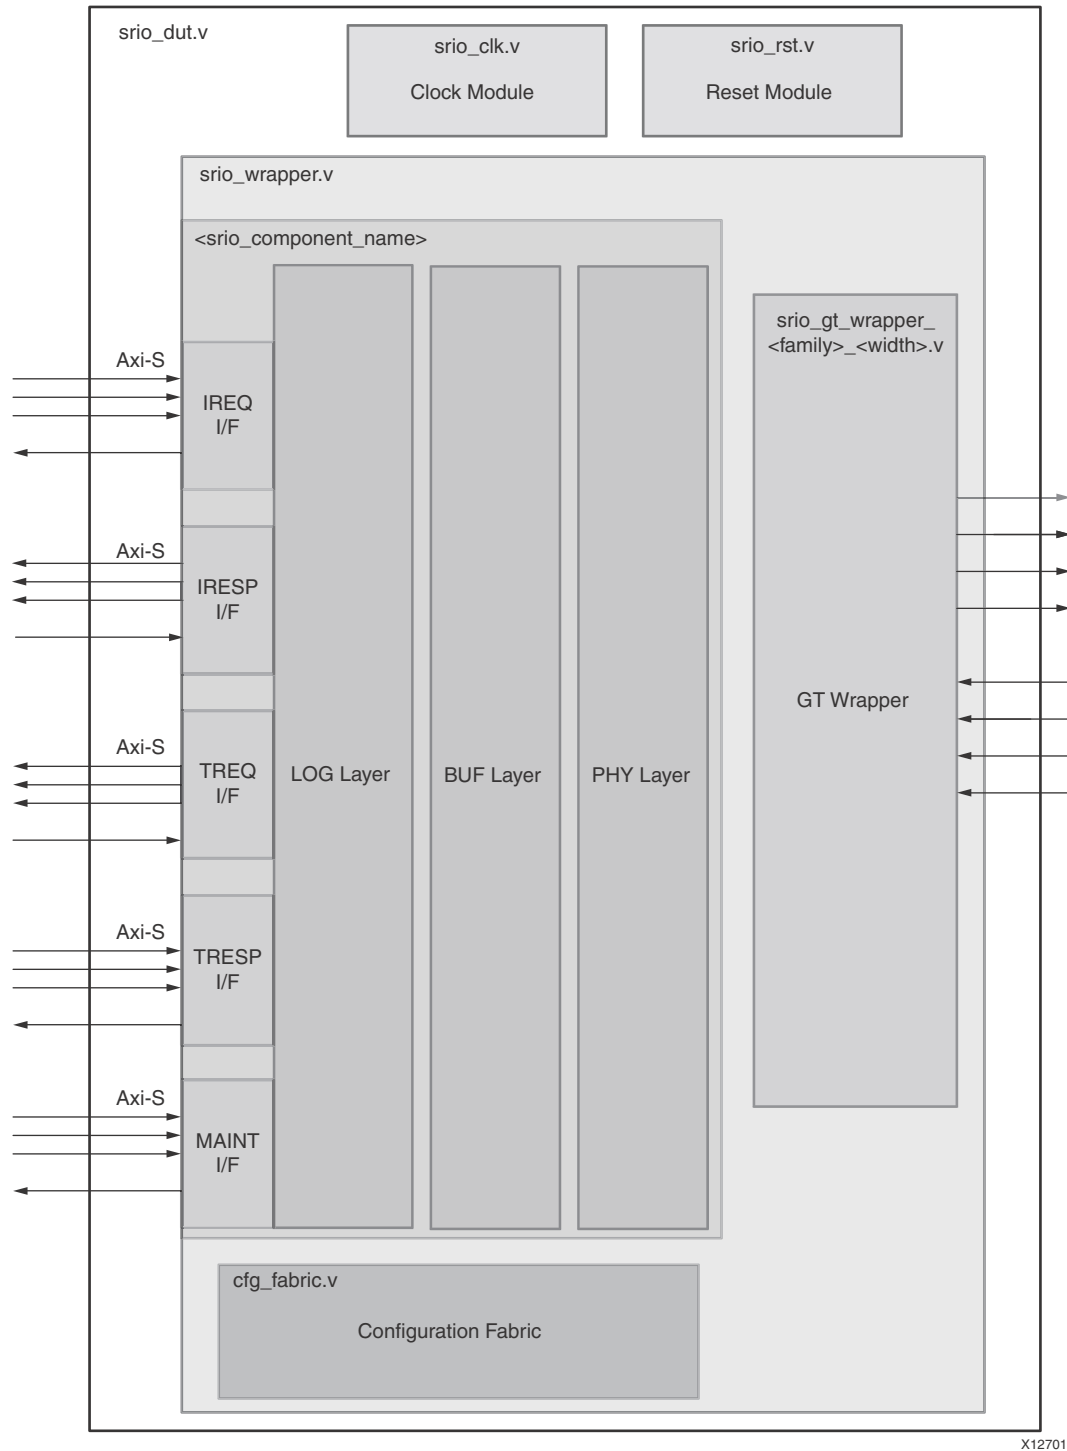 srio_dut.v
srio_clk.v
Clock Module
srio_rst.v
Reset Module
srio_wrapper.v
<srio_component_name>
srio_gt_wrapper_
<family>_<width>.v
GT Wrapper
Axi-S
IREQ
I/F
Axi-S
IRESP
I/F
Axi-S
TREQ
I/F
LOG Layer
BUF Layer
PHY Layer
Axi-S
TRESP
I/F
Axi-S
MAINT
I/F
cfg_fabric.v
Configuration Fabric
X12701